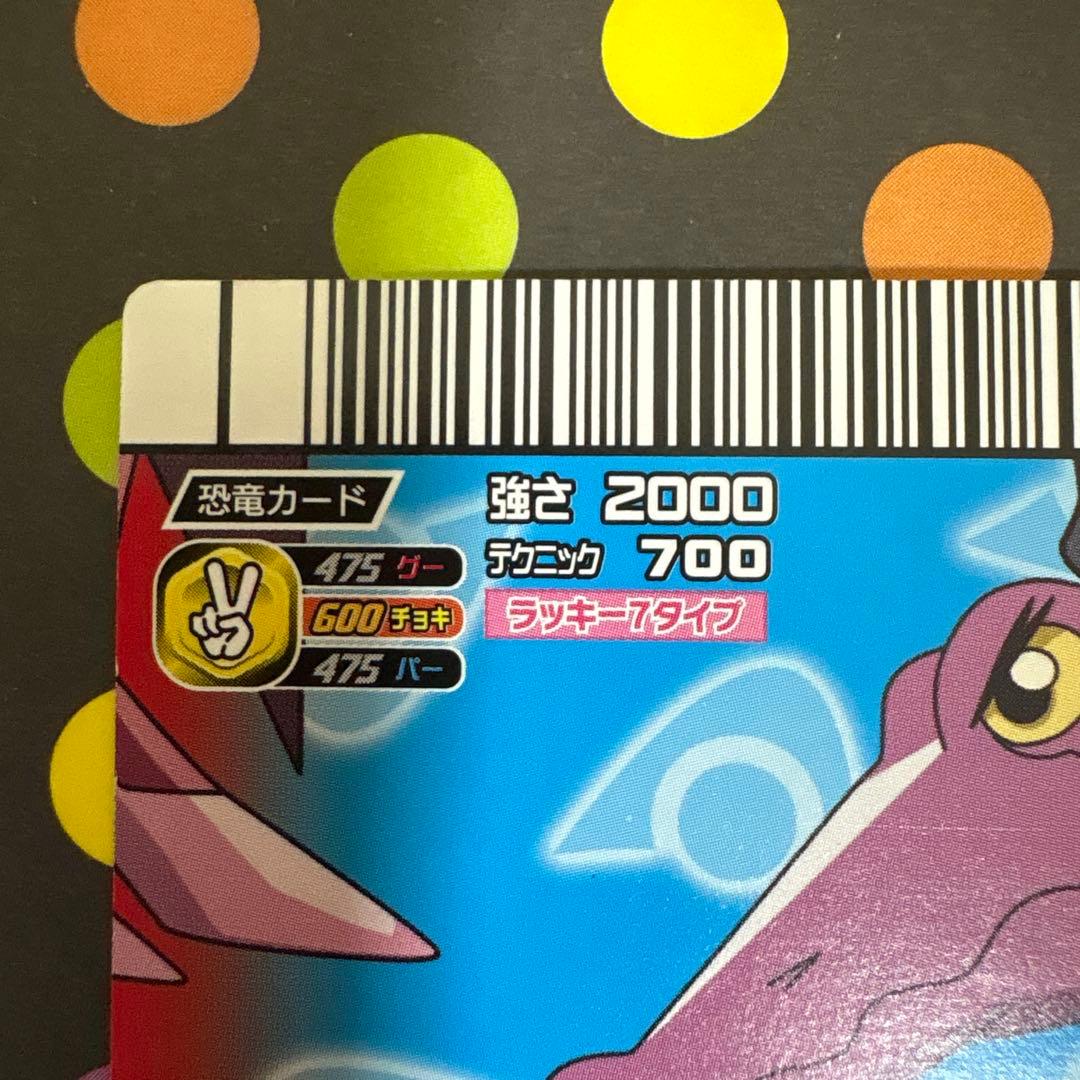 恐竜カード
強さ 2000
テクニック 700
475 グー
600 チョキ
475 パー
ラッキー7タイプ